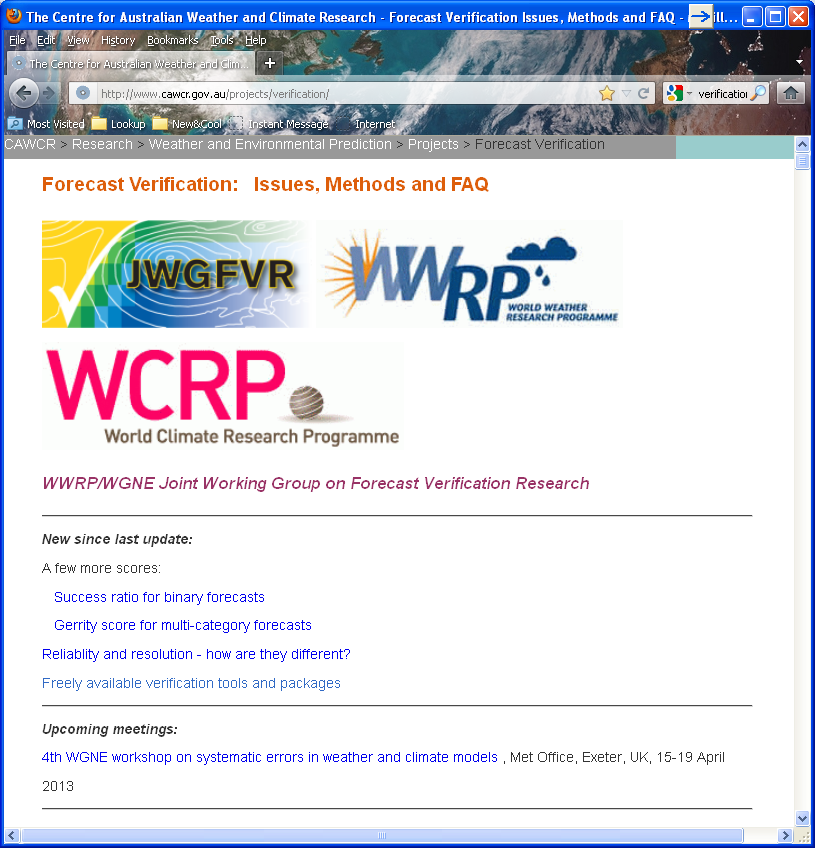 The Centre for Australian Weather and Climate Research - Forecast Verification Issues, Methods and FAQ -
File Edit View History Bookmarks Tools Help
The Centre for Australian Weather and Clim...
http://www.cawcr.gov.au/projects/verification/
verification
Most Visited Lookup New&Cool Instant Message Internet
CAWCR > Research > Weather and Environmental Prediction > Projects > Forecast Verification
Forecast Verification: Issues, Methods and FAQ
JWGFVR
WWRP
WORLD WEATHER
RESEARCH PROGRAMME
WCRP
World Climate Research Programme
WWRP/WGNE Joint Working Group on Forecast Verification Research
New since last update:
A few more scores:
Success ratio for binary forecasts
Gerrity score for multi-category forecasts
Reliablity and resolution - how are they different?
Freely available verification tools and packages
Upcoming meetings:
4th WGNE workshop on systematic errors in weather and climate models , Met Office, Exeter, UK, 15-19 April
2013